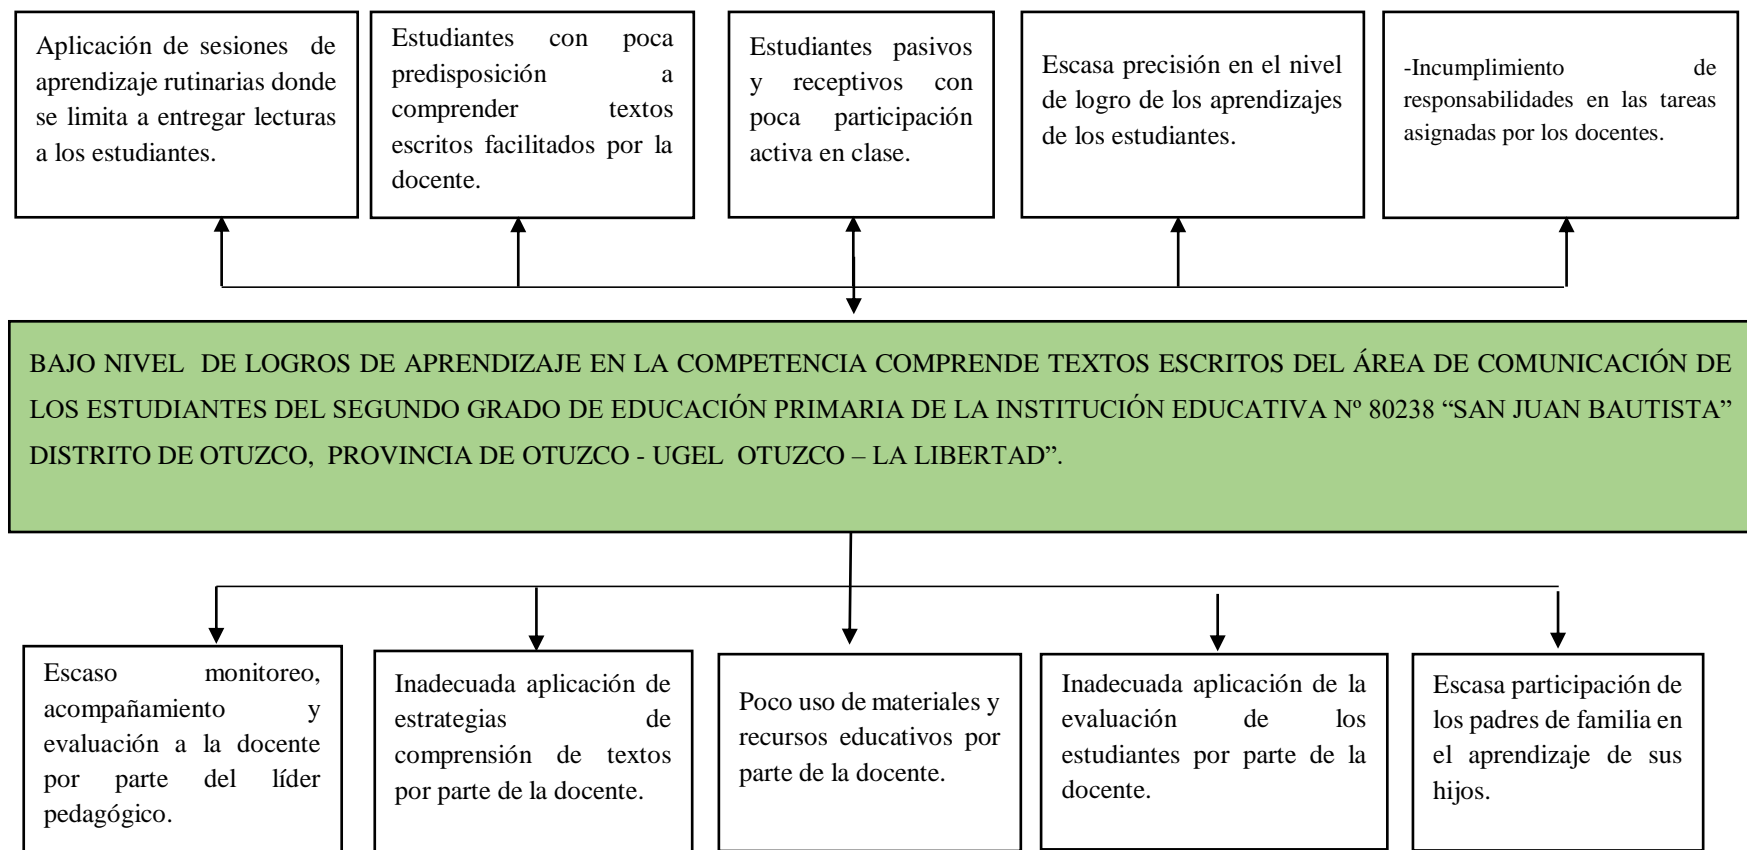 Aplicación de sesiones de
aprendizaje rutinarias donde
se limita a entregar lecturas
a los estudiantes.
Estudiantes con poca
predisposición a
comprender textos
escritos facilitados por la
docente.
Estudiantes pasivos
y receptivos con
poca participación
activa en clase.
Escasa precisión en el nivel
de logro de los aprendizajes
de los estudiantes.
-Incumplimiento de
responsabilidades en las tareas
asignadas por los docentes.
BAJO NIVEL DE LOGROS DE APRENDIZAJE EN LA COMPETENCIA COMPRENDE TEXTOS ESCRITOS DEL ÁREA DE COMUNICACIÓN DE
LOS ESTUDIANTES DEL SEGUNDO GRADO DE EDUCACIÓN PRIMARIA DE LA INSTITUCIÓN EDUCATIVA Nº 80238 “SAN JUAN BAUTISTA”
DISTRITO DE OTUZCO, PROVINCIA DE OTUZCO - UGEL OTUZCO – LA LIBERTAD”.
Escaso monitoreo,
acompañamiento y
evaluación a la docente
por parte del líder
pedagógico.
Inadecuada aplicación de
estrategias de
comprensión de textos
por parte de la docente.
Poco uso de materiales y
recursos educativos por
parte de la docente.
Inadecuada aplicación de la
evaluación de los
estudiantes por parte de la
docente.
Escasa participación de
los padres de familia en
el aprendizaje de sus
hijos.